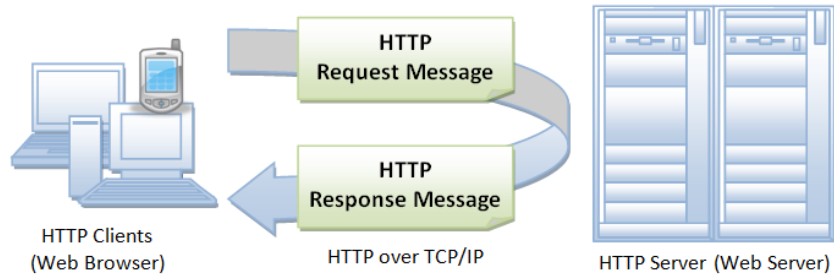 HTTP
Request Message
HTTP
Response Message
HTTP Clients
(Web Browser)
HTTP over TCP/IP
HTTP Server (Web Server)